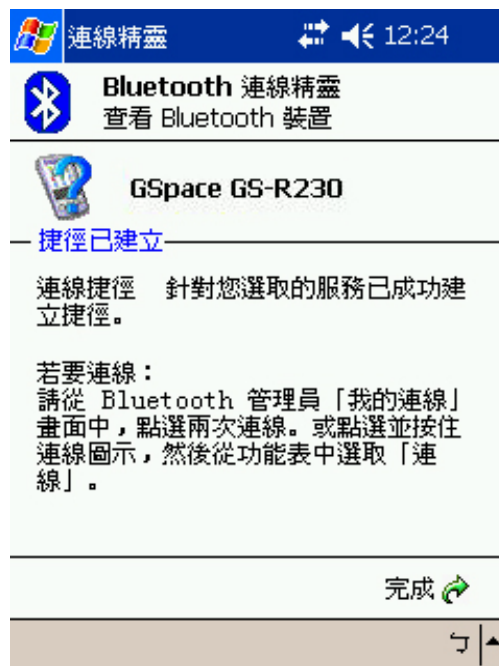 連線精靈 12:24
Bluetooth 連線精靈
查看 Bluetooth 裝置
GSpace GS-R230
捷徑已建立
連線捷徑 針對您選取的服務已成功建
立捷徑。
若要連線：
請從 Bluetooth 管理員「我的連線」
畫面中，點選兩次連線。或點選並按住
連線圖示，然後從功能表中選取「連
線」。
完成
ㄅ